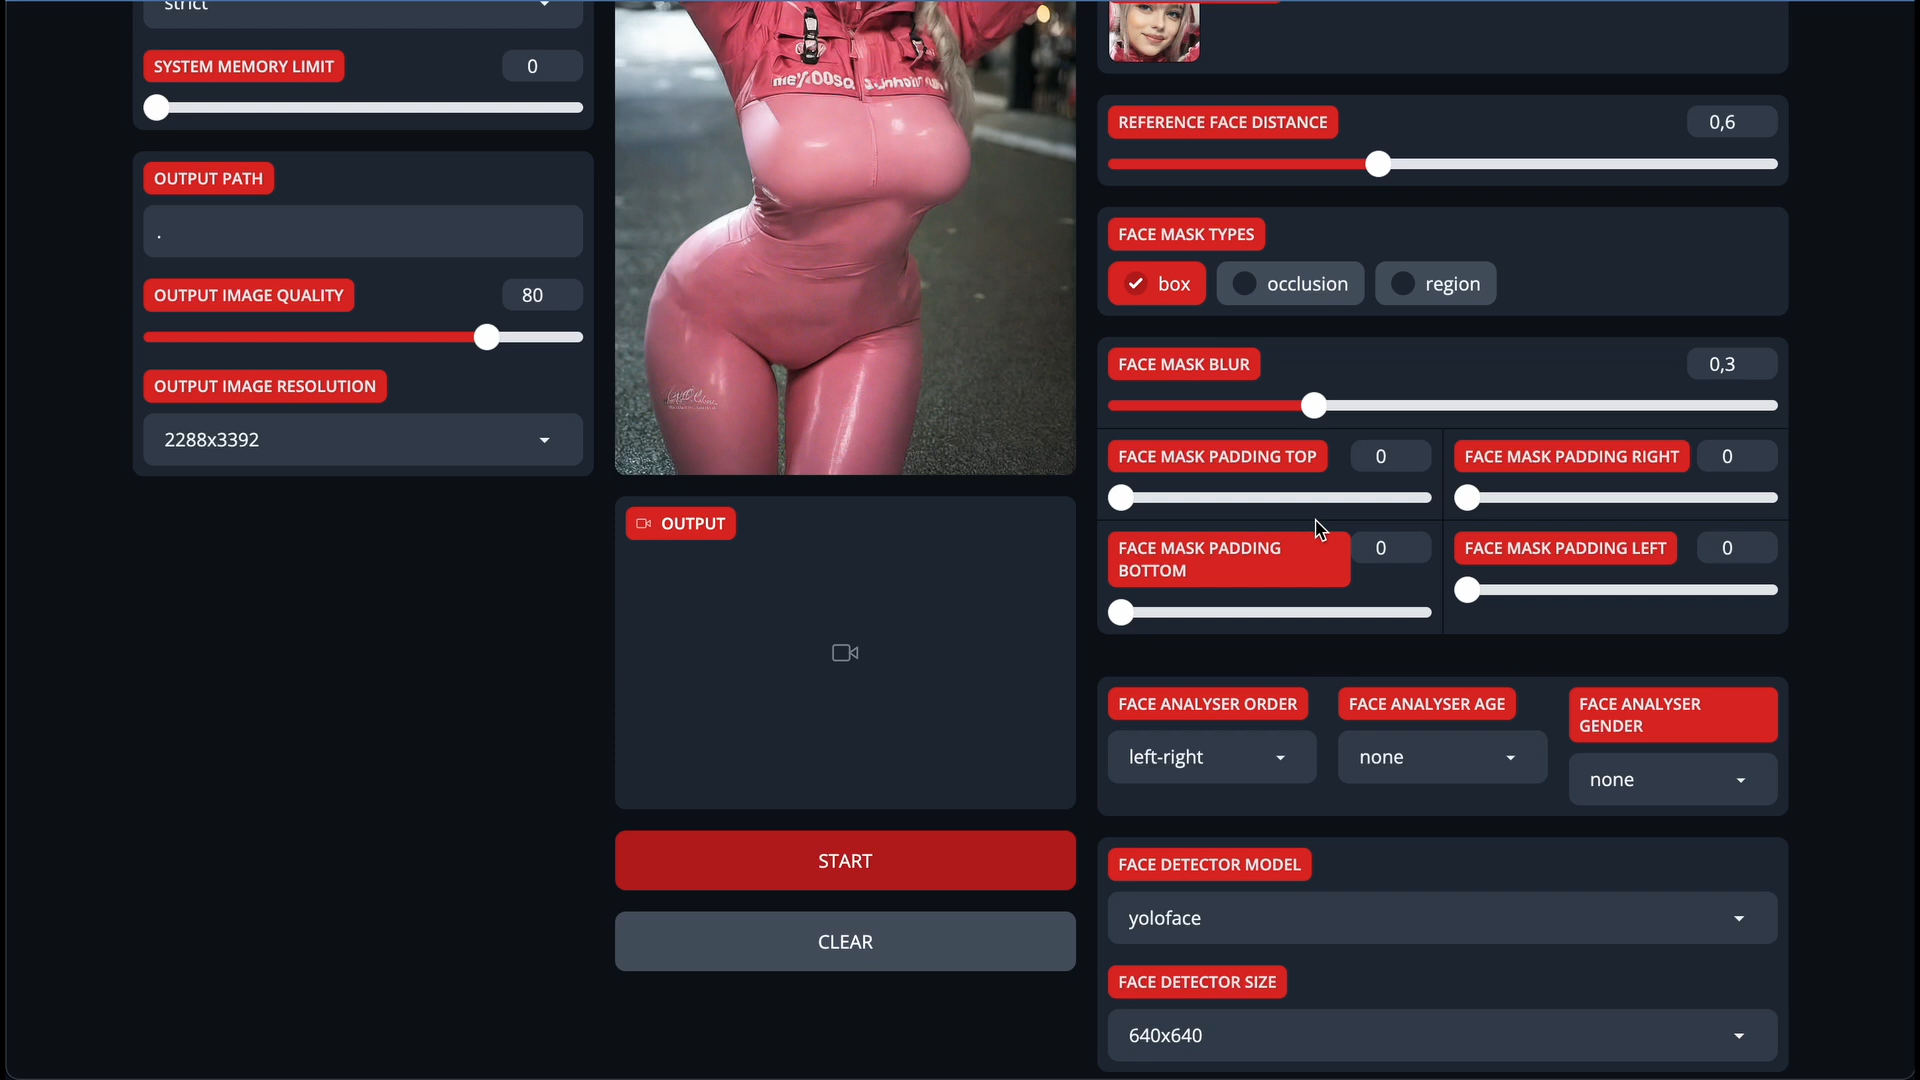 strict
SYSTEM MEMORY LIMIT
0
OUTPUT PATH
.
OUTPUT IMAGE QUALITY
80
OUTPUT IMAGE RESOLUTION
2288x3392
OUTPUT
START
CLEAR
REFERENCE FACE DISTANCE
0,6
FACE MASK TYPES
box
occlusion
region
FACE MASK BLUR
0,3
FACE MASK PADDING TOP
0
FACE MASK PADDING RIGHT
0
FACE MASK PADDING
BOTTOM
0
FACE MASK PADDING LEFT
0
FACE ANALYSER ORDER
left-right
FACE ANALYSER AGE
none
FACE ANALYSER
GENDER
none
FACE DETECTOR MODEL
yoloface
FACE DETECTOR SIZE
640x640